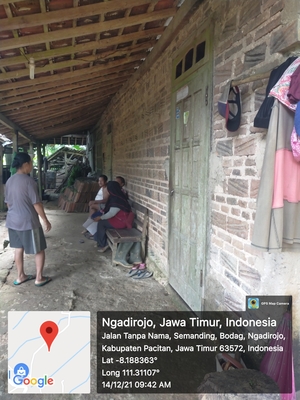 GPS Map Camera
Google
Ngadirojo, Jawa Timur, Indonesia
Jalan Tanpa Nama, Semanding, Bodag, Ngadirojo,
Kabupaten Pacitan, Jawa Timur 63572, Indonesia
Lat -8.188363°
Long 111.31107°
14/12/21 09:42 AM